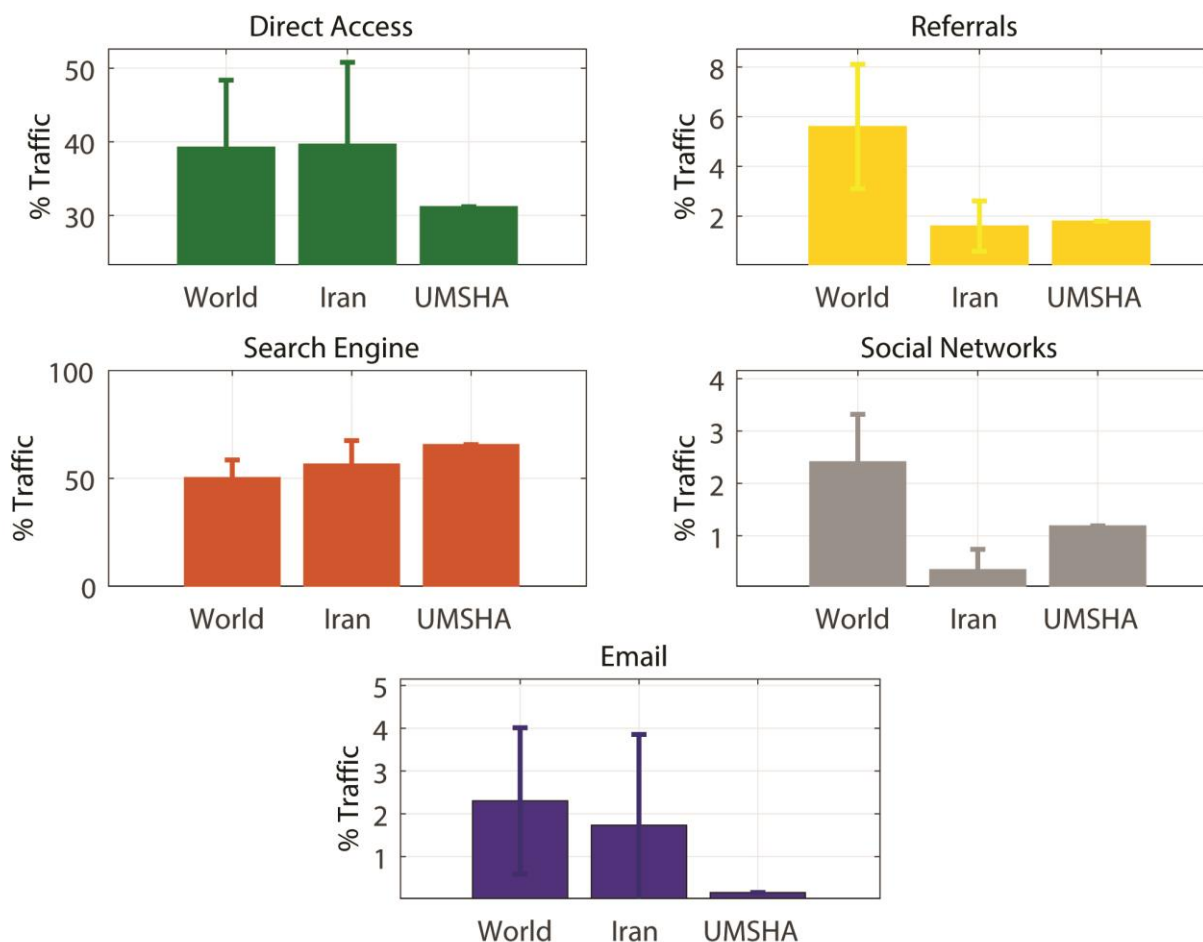 Direct Access
% Traffic
50
40
30
World Iran UMSHA
Referrals
% Traffic
8
6
4
2
World Iran UMSHA
Search Engine
% Traffic
100
50
0
World Iran UMSHA
Social Networks
% Traffic
4
3
2
1
World Iran UMSHA
Email
% Traffic
5
4
3
2
1
World Iran UMSHA